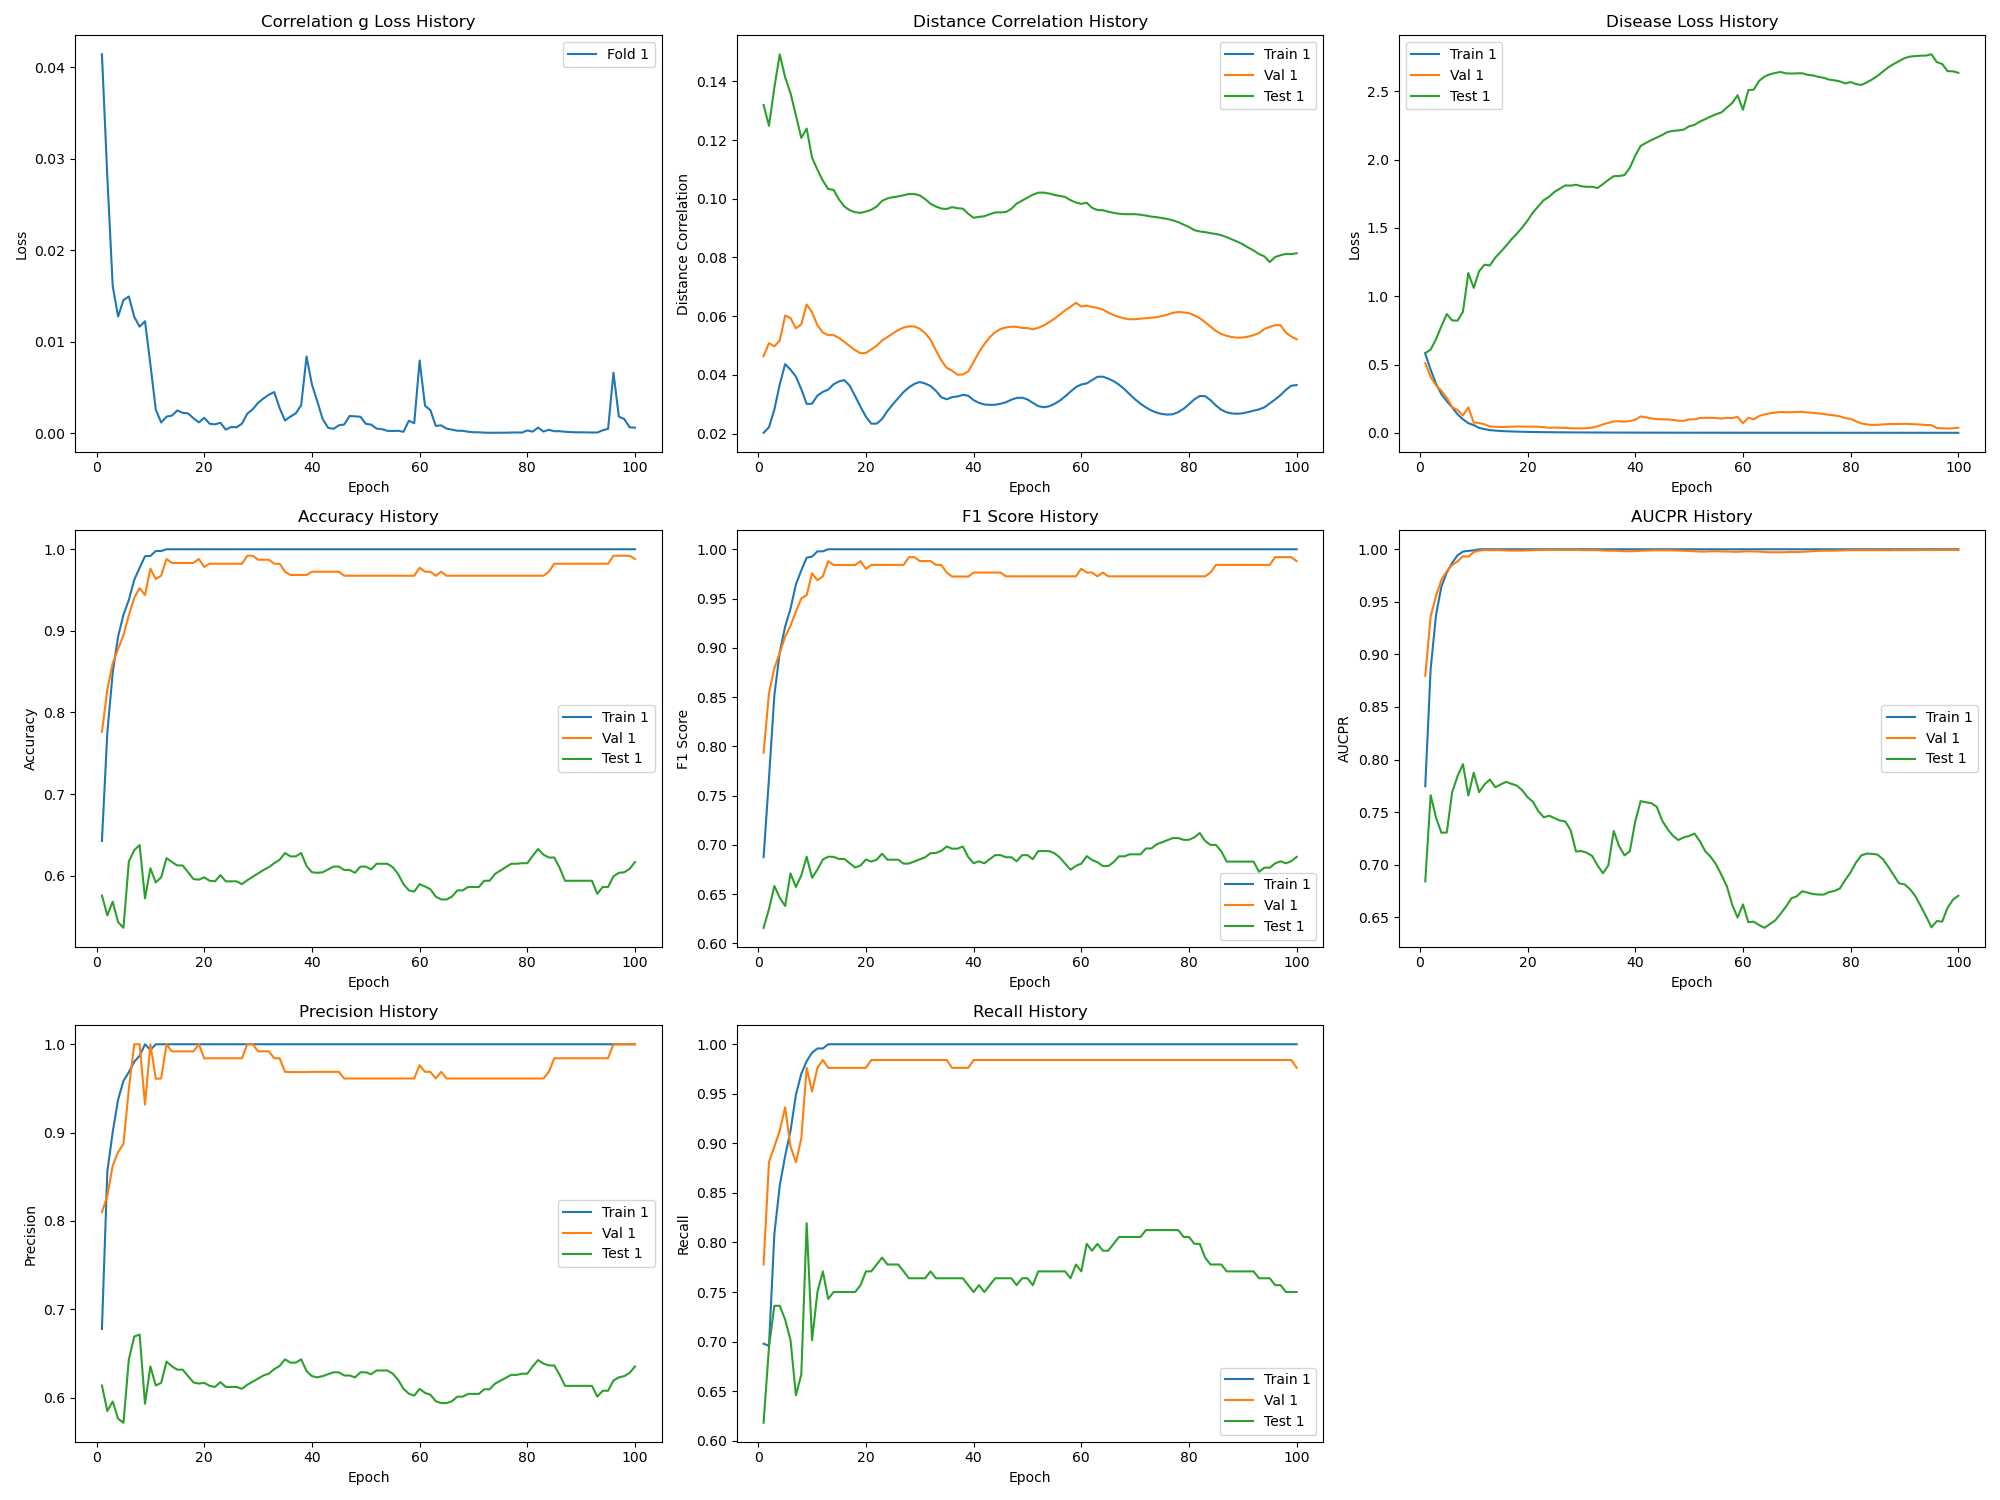 Correlation g Loss History
Loss
0.04
0.03
0.02
0.01
0.00
0 20 40 60 80 100
Epoch
Fold 1
Distance Correlation History
Distance Correlation
0.14
0.12
0.10
0.08
0.06
0.04
0.02
0 20 40 60 80 100
Epoch
Train 1
Val 1
Test 1
Disease Loss History
Loss
2.5
2.0
1.5
1.0
0.5
0.0
0 20 40 60 80 100
Epoch
Train 1
Val 1
Test 1
Accuracy History
Accuracy
1.0
0.9
0.8
0.7
0.6
0 20 40 60 80 100
Epoch
Train 1
Val 1
Test 1
F1 Score History
F1 Score
1.00
0.95
0.90
0.85
0.80
0.75
0.70
0.65
0.60
0 20 40 60 80 100
Epoch
Train 1
Val 1
Test 1
AUCPR History
AUCPR
1.00
0.95
0.90
0.85
0.80
0.75
0.70
0.65
0 20 40 60 80 100
Epoch
Train 1
Val 1
Test 1
Precision History
Precision
1.0
0.9
0.8
0.7
0.6
0 20 40 60 80 100
Epoch
Train 1
Val 1
Test 1
Recall History
Recall
1.00
0.95
0.90
0.85
0.80
0.75
0.70
0.65
0.60
0 20 40 60 80 100
Epoch
Train 1
Val 1
Test 1